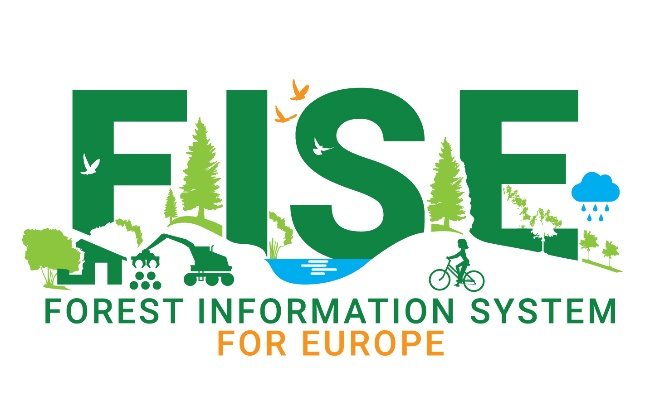 FISE
FOREST INFORMATION SYSTEM
FOR EUROPE